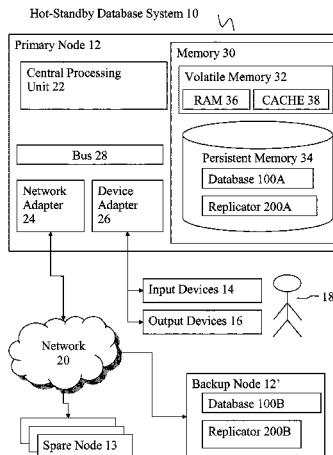 Hot-Standby Database System 10
Primary Node 12
Central Processing
Unit 22
Bus 28
Network
Adapter
24
Device
Adapter
26
Memory 30
Volatile Memory 32
RAM 36
CACHE 38
Persistent Memory 34
Database 100A
Replicator 200A
Input Devices 14
Output Devices 16
18
Network
20
Spare Node 13
Backup Node 12'
Database 100B
Replicator 200B